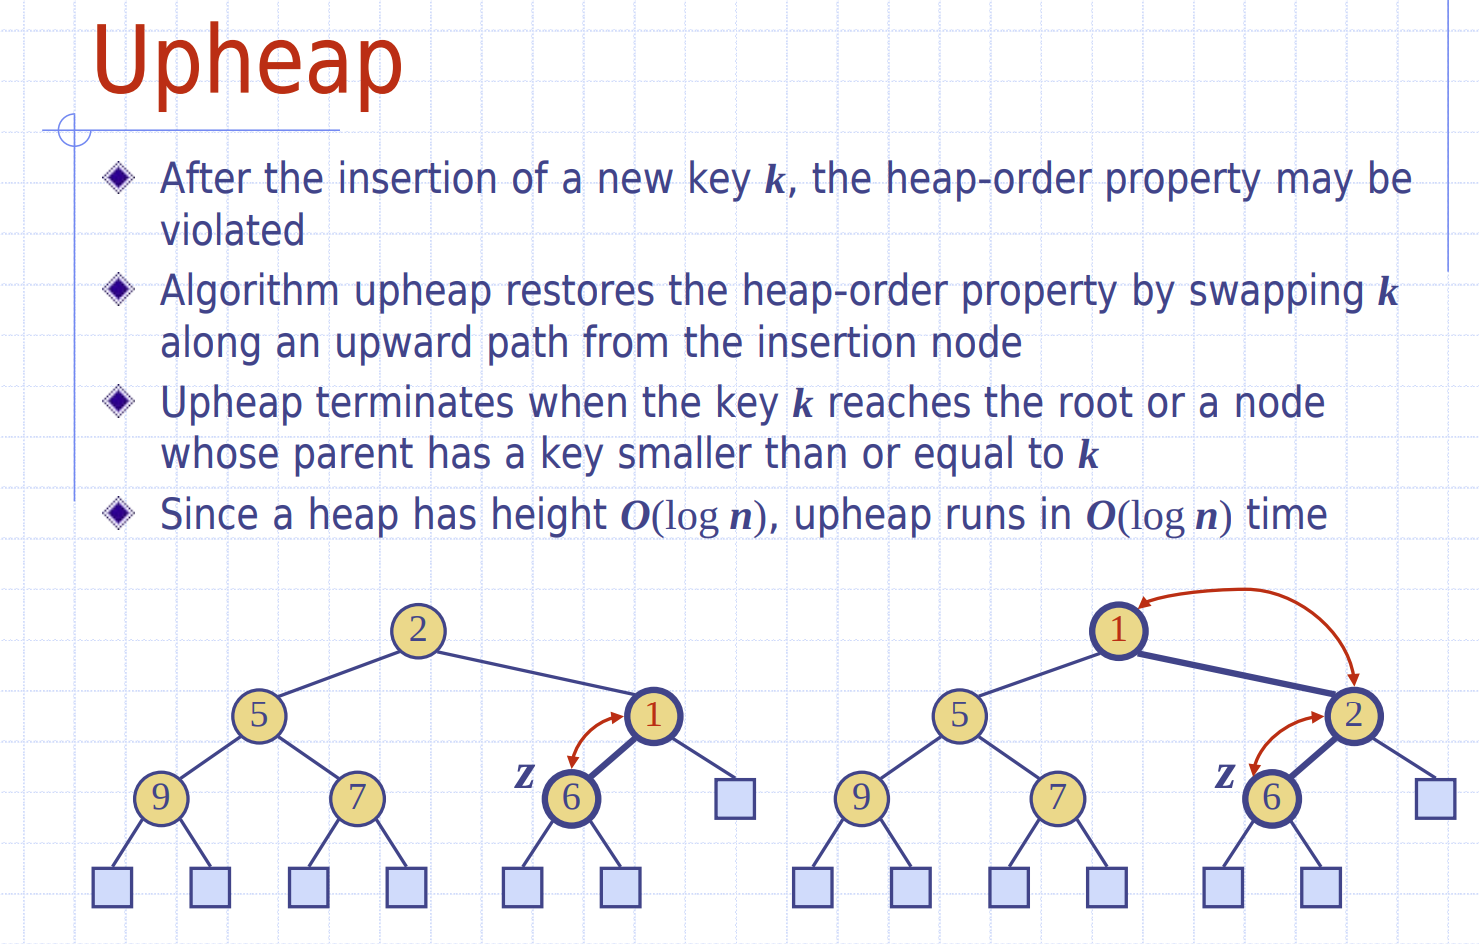 Upheap
After the insertion of a new key k, the heap-order property may be
violated
Algorithm upheap restores the heap-order property by swapping k
along an upward path from the insertion node
Upheap terminates when the key k reaches the root or a node
whose parent has a key smaller than or equal to k
Since a heap has height O(log n), upheap runs in O(log n) time
2
5
1
z
9
7
6
1
5
2
z
9
7
6